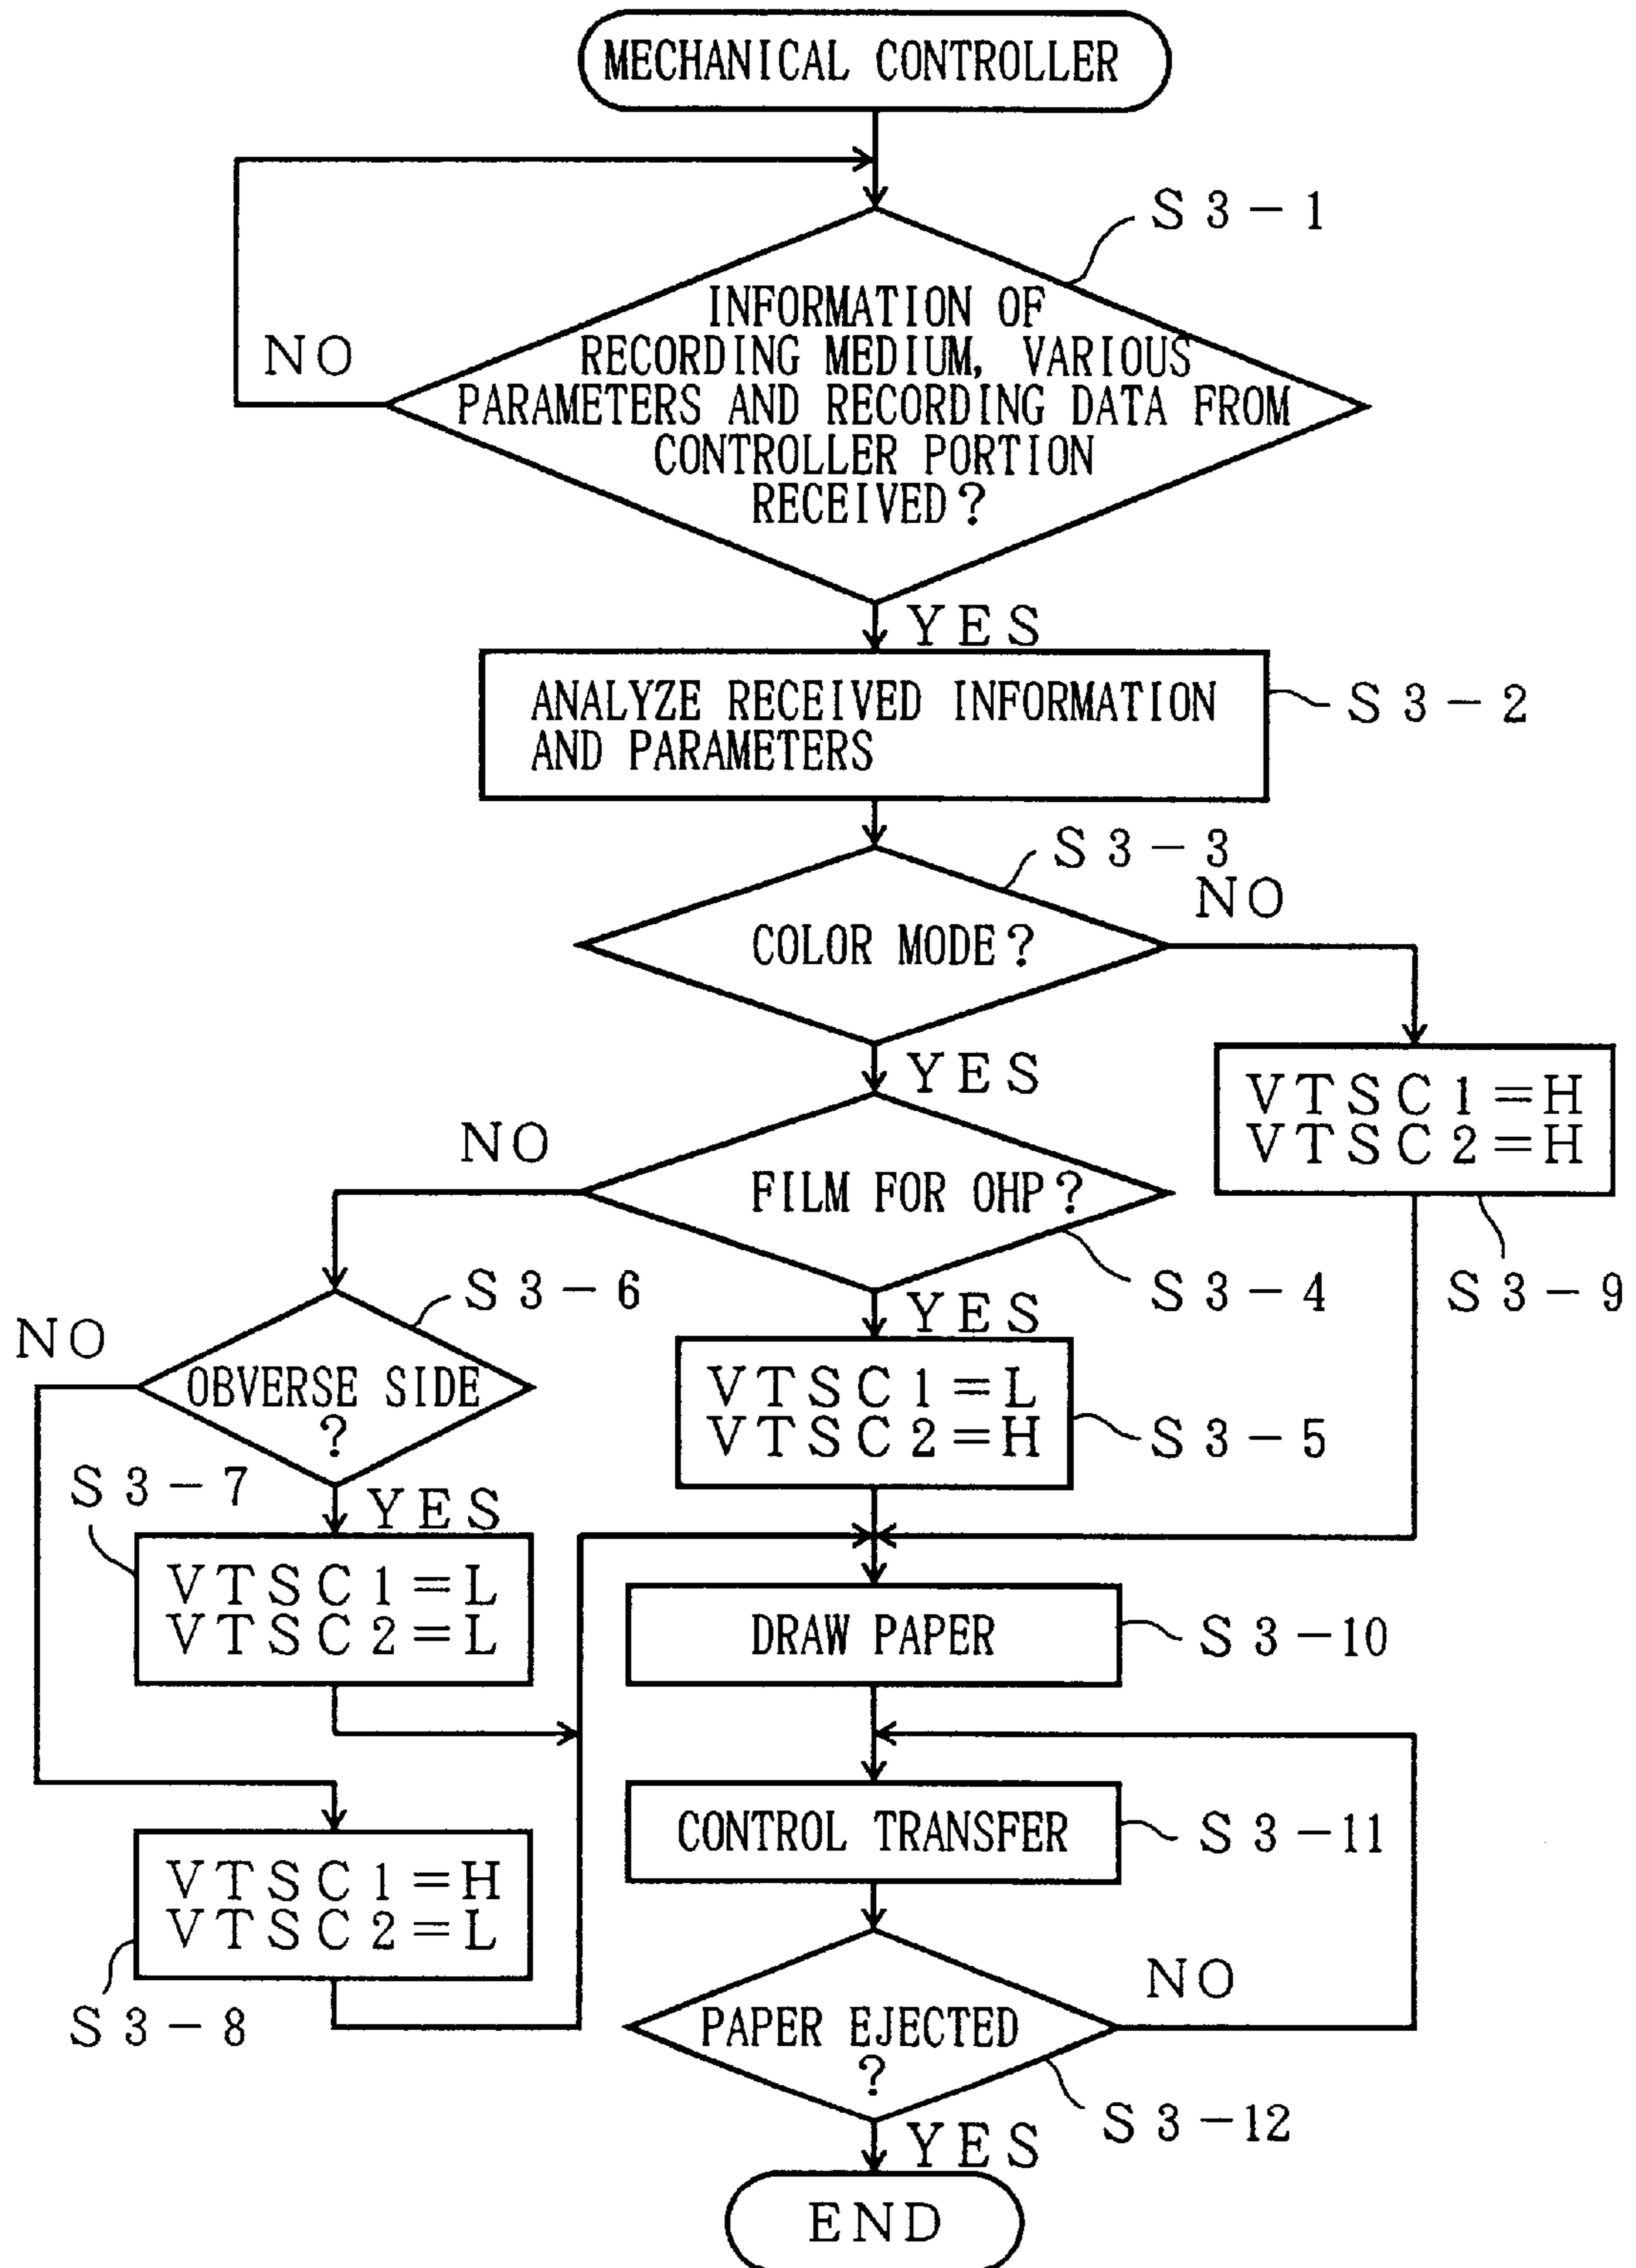 MECHANICAL CONTROLLER
S3-1
INFORMATION OF
RECORDING MEDIUM, VARIOUS
PARAMETERS AND RECORDING DATA FROM
CONTROLLER PORTION
RECEIVED?
NO
YES
ANALYZE RECEIVED INFORMATION
AND PARAMETERS
S3-2
S3-3
COLOR MODE?
NO
YES
VTSC1=H
VTSC2=H
S3-9
FILM FOR OHP?
NO
S3-4
YES
S3-6
OBVERSE SIDE
?
NO
VTSC1=L
VTSC2=H
S3-5
S3-7
YES
VTSC1=L
VTSC2=L
DRAW PAPER
S3-10
CONTROL TRANSFER
S3-11
VTSC1=H
VTSC2=L
S3-8
PAPER EJECTED
?
NO
S3-12
YES
END